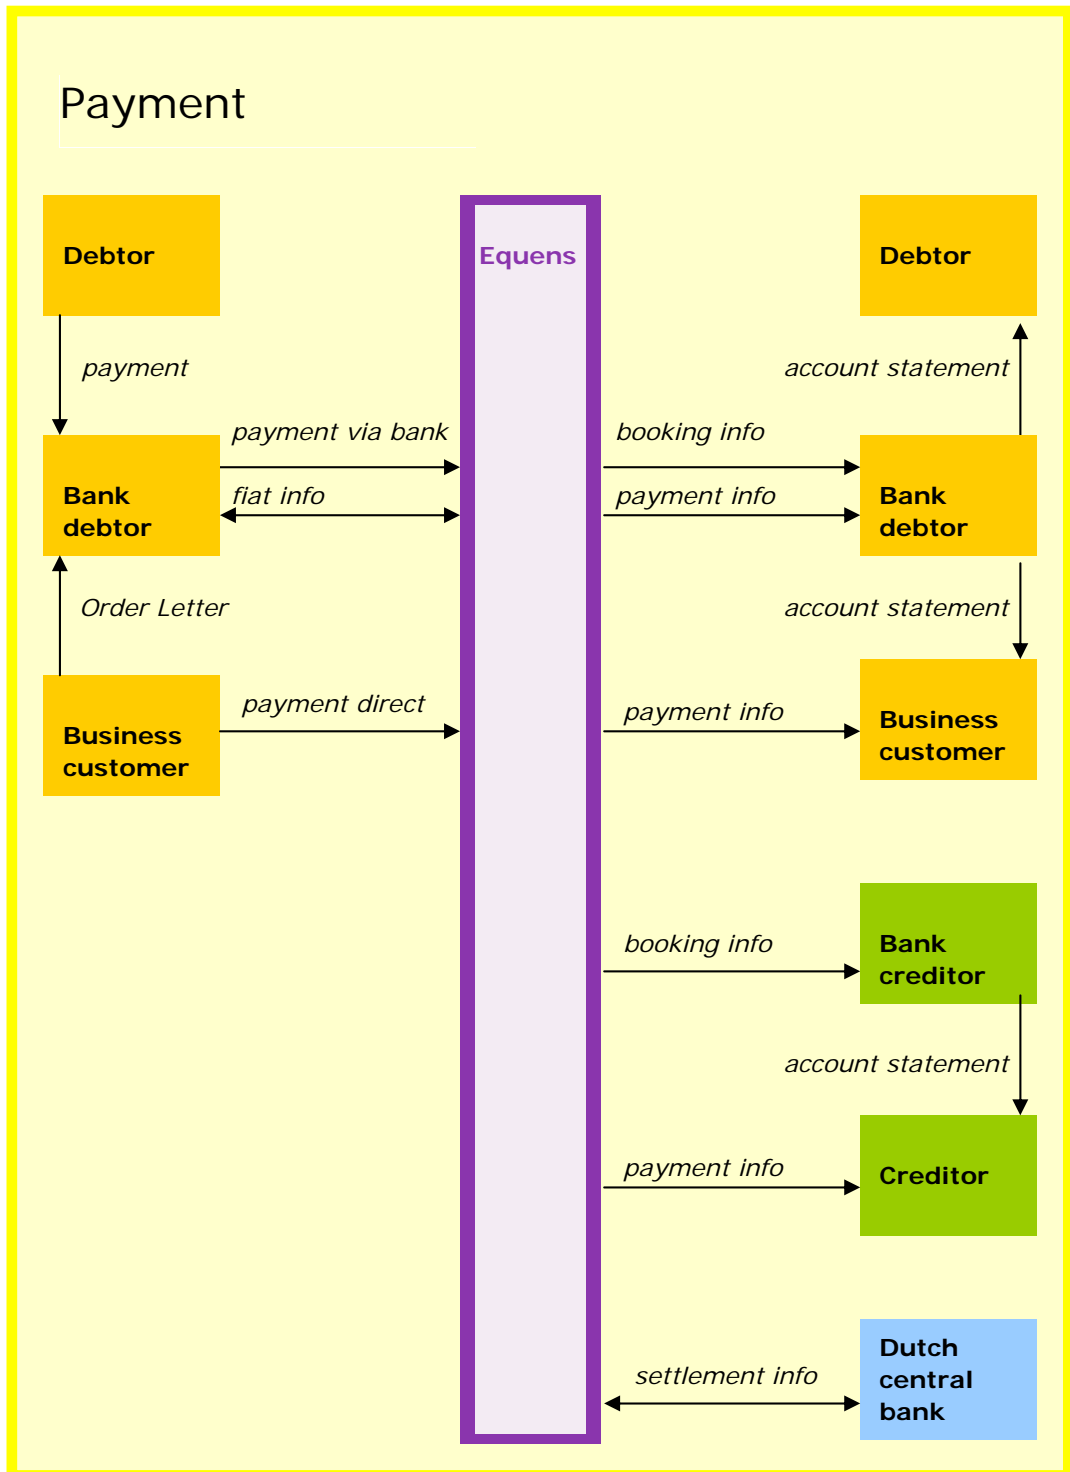 Payment
Debtor
Equens
Debtor
payment
account statement
payment via bank
booking info
Bank
debtor
fiat info
payment info
Bank
debtor
Order Letter
account statement
Business
customer
payment direct
payment info
Business
customer
booking info
Bank
creditor
account statement
payment info
Creditor
settlement info
Dutch
central
bank